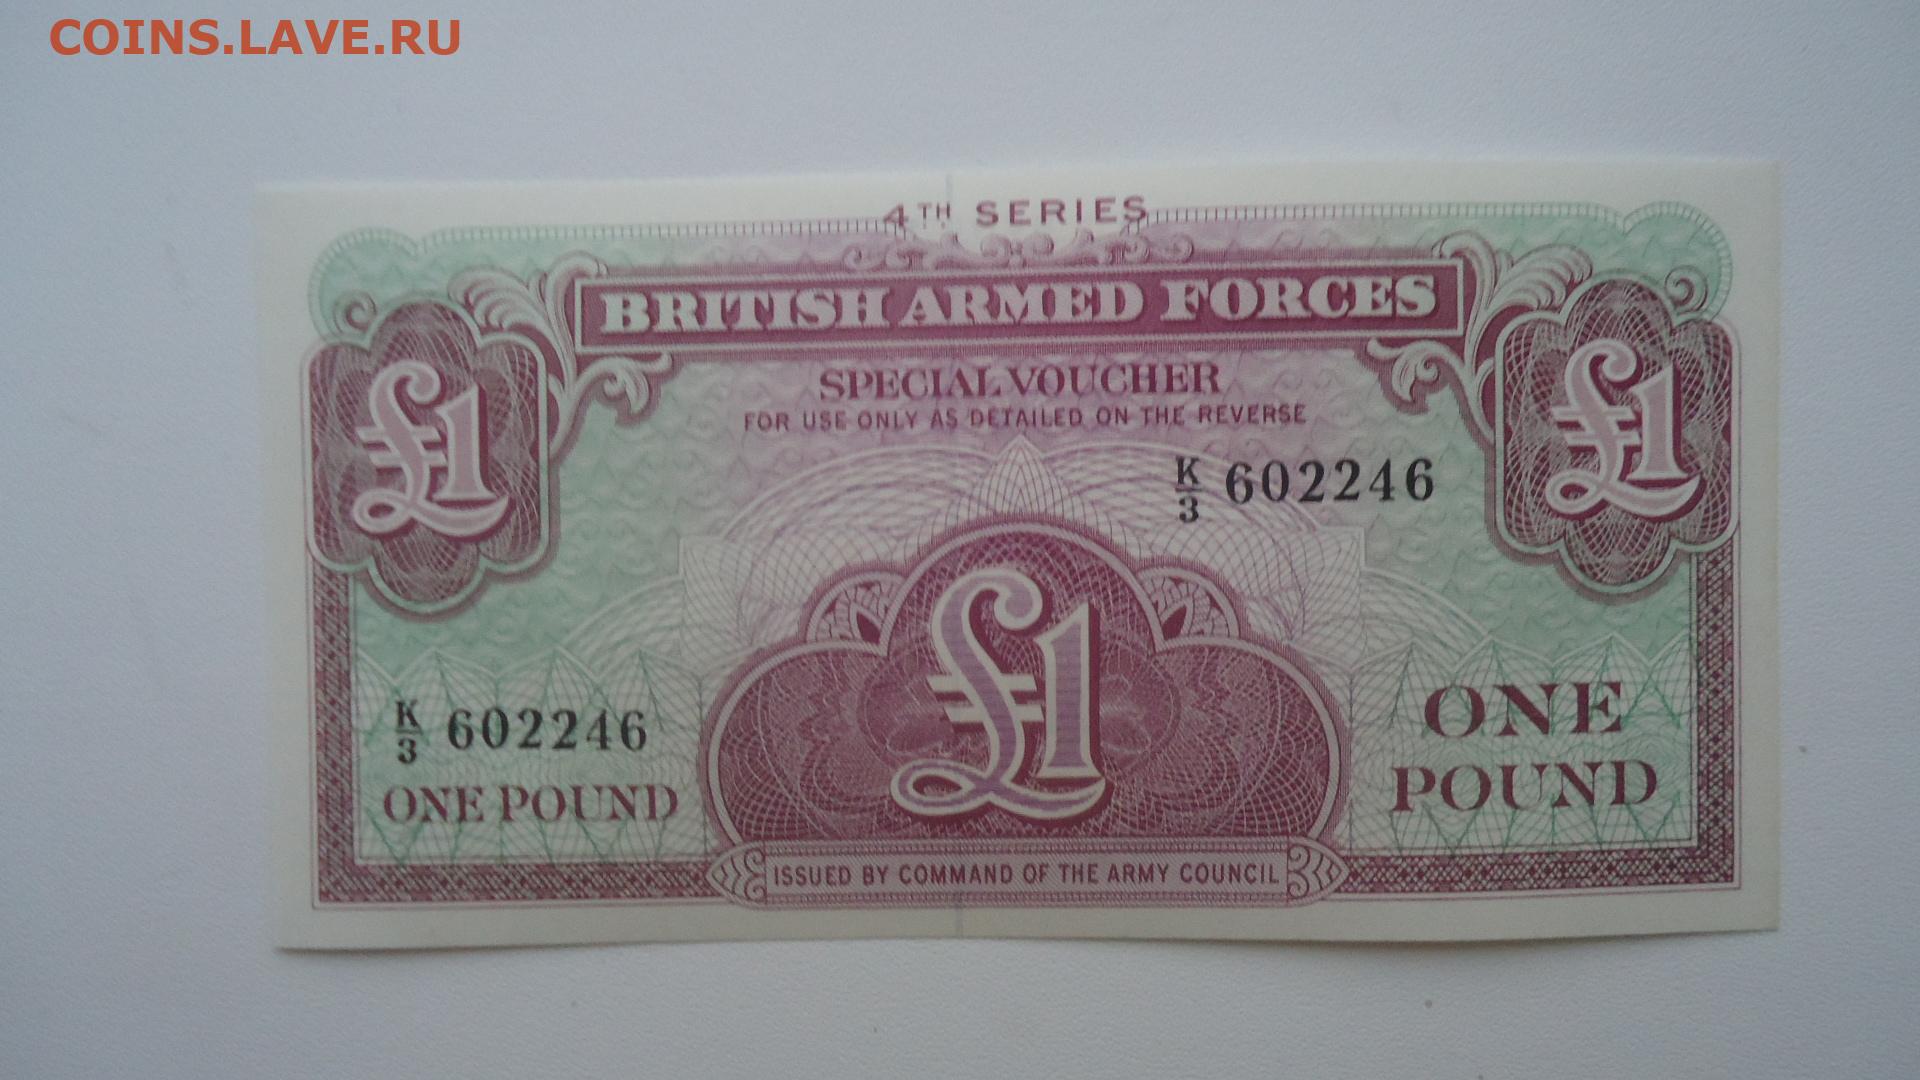 COINS.LAVE.RU
4TH SERIES
BRITISH ARMED FORCES
£1
£1
SPECIAL VOUCHER
FOR USE ONLY AS DETAILED ON THE REVERSE
K/3 602246
£1
K/3 602246
ONE POUND
ONE
POUND
ISSUED BY COMMAND OF THE ARMY COUNCIL